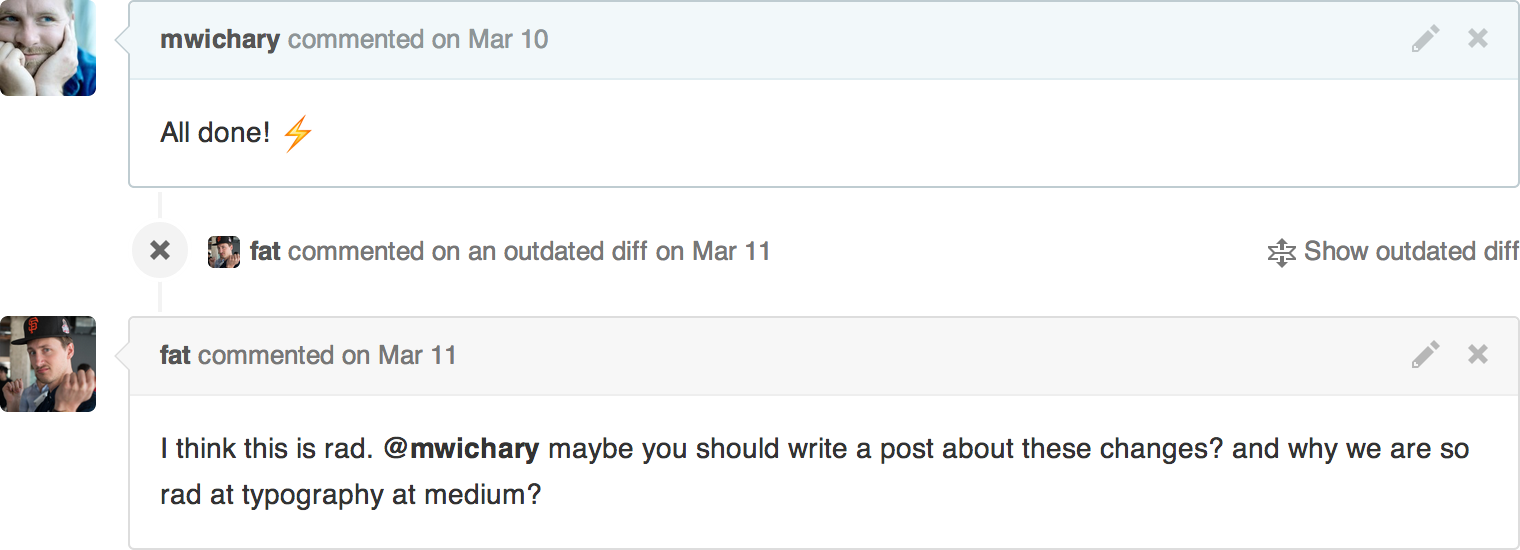 mwichary commented on Mar 10
All done! ⚡
fat commented on an outdated diff on Mar 11
Show outdated diff
fat commented on Mar 11
I think this is rad. @mwichary maybe you should write a post about these changes? and why we are so
rad at typography at medium?